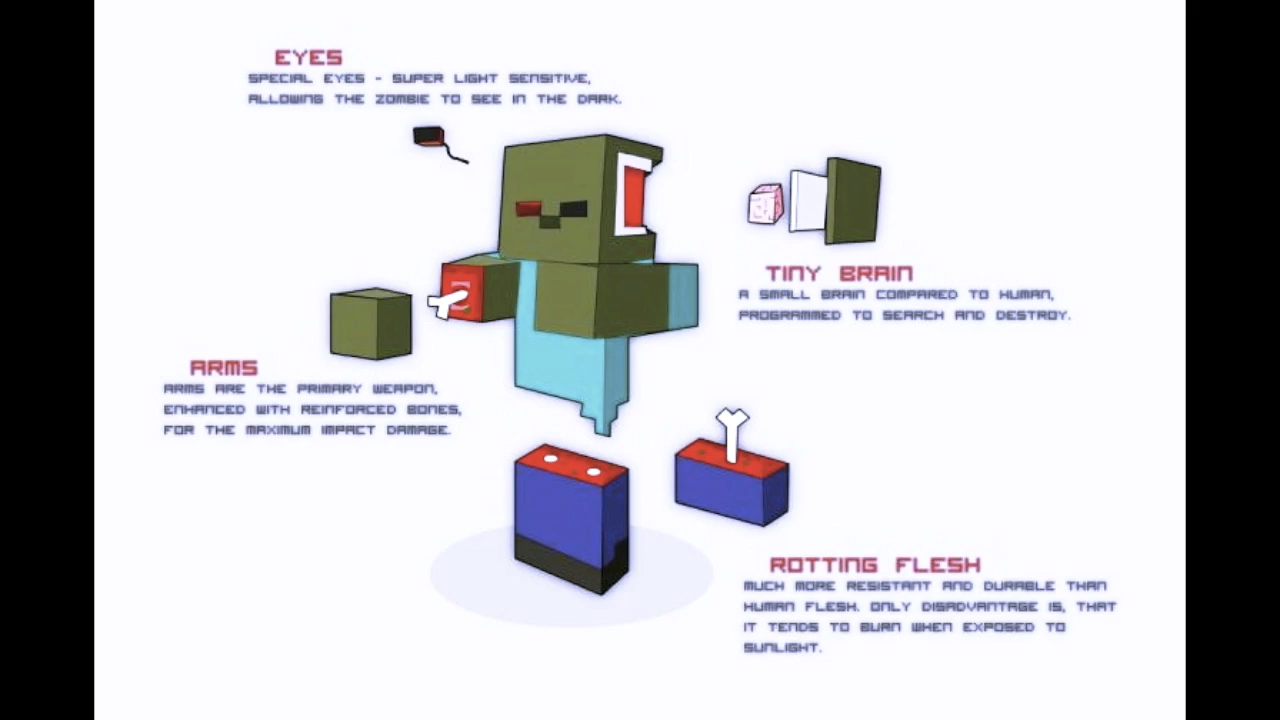 EYES
SPECIAL EYES - SUPER LIGHT SENSITIVE,
ALLOWING THE ZOMBIE TO SEE IN THE DARK.
TINY BRAIN
A SMALL BRAIN COMPARED TO HUMAN,
PROGRAMMED TO SEARCH AND DESTROY.
ARMS
ARMS ARE THE PRIMARY WEAPON,
ENHANCED WITH REINFORCED BONES,
FOR THE MAXIMUM IMPACT DAMAGE.
ROTTING FLESH
MUCH MORE RESISTANT AND DURABLE THAN
HUMAN FLESH. ONLY DISADVANTAGE IS, THAT
IT TENDS TO BURN WHEN EXPOSED TO
SUNLIGHT.